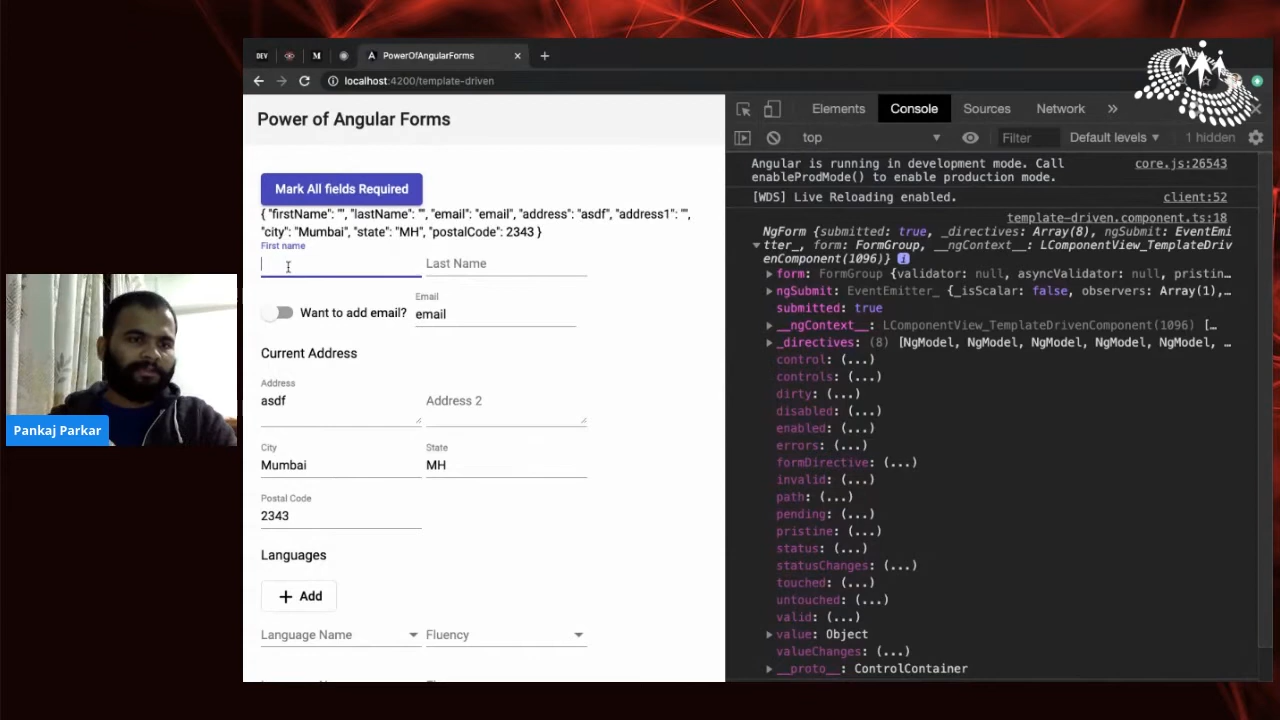 DEV
M
PowerOfAngularForms
localhost:4200/template-driven
Power of Angular Forms
Mark All fields Required
{ "firstName": "", "lastName": "", "email": "email", "address": "asdf", "address1": "",
"city": "Mumbai", "state": "MH", "postalCode": 2343 }
First name
Last Name
Want to add email?
Email
email
Current Address
Address
asdf
Address 2
City
Mumbai
State
MH
Postal Code
2343
Languages
+ Add
Language Name
Fluency
Pankaj Parkar
Elements Console Sources Network »
top Filter Default levels 1 hidden
Angular is running in development mode. Call core.js:26543
enableProdMode() to enable production mode.
[WDS] Live Reloading enabled. client:52
template-driven.component.ts:18
NgForm {submitted: true, _directives: Array(8), ngSubmit: EventEmi
tter_, form: FormGroup, __ngContext__: LComponentView_TemplateDriv
enComponent(1096)} i
form: FormGroup {validator: null, asyncValidator: null, pristin…
ngSubmit: EventEmitter_ {_isScalar: false, observers: Array(1),…
submitted: true
__ngContext__: LComponentView_TemplateDrivenComponent(1096) […
_directives: (8) [NgModel, NgModel, NgModel, NgModel, NgModel, …
control: (...)
controls: (...)
dirty: (...)
disabled: (...)
enabled: (...)
errors: (...)
formDirective: (...)
invalid: (...)
path: (...)
pending: (...)
pristine: (...)
status: (...)
statusChanges: (...)
touched: (...)
untouched: (...)
valid: (...)
value: Object
valueChanges: (...)
__proto__: ControlContainer